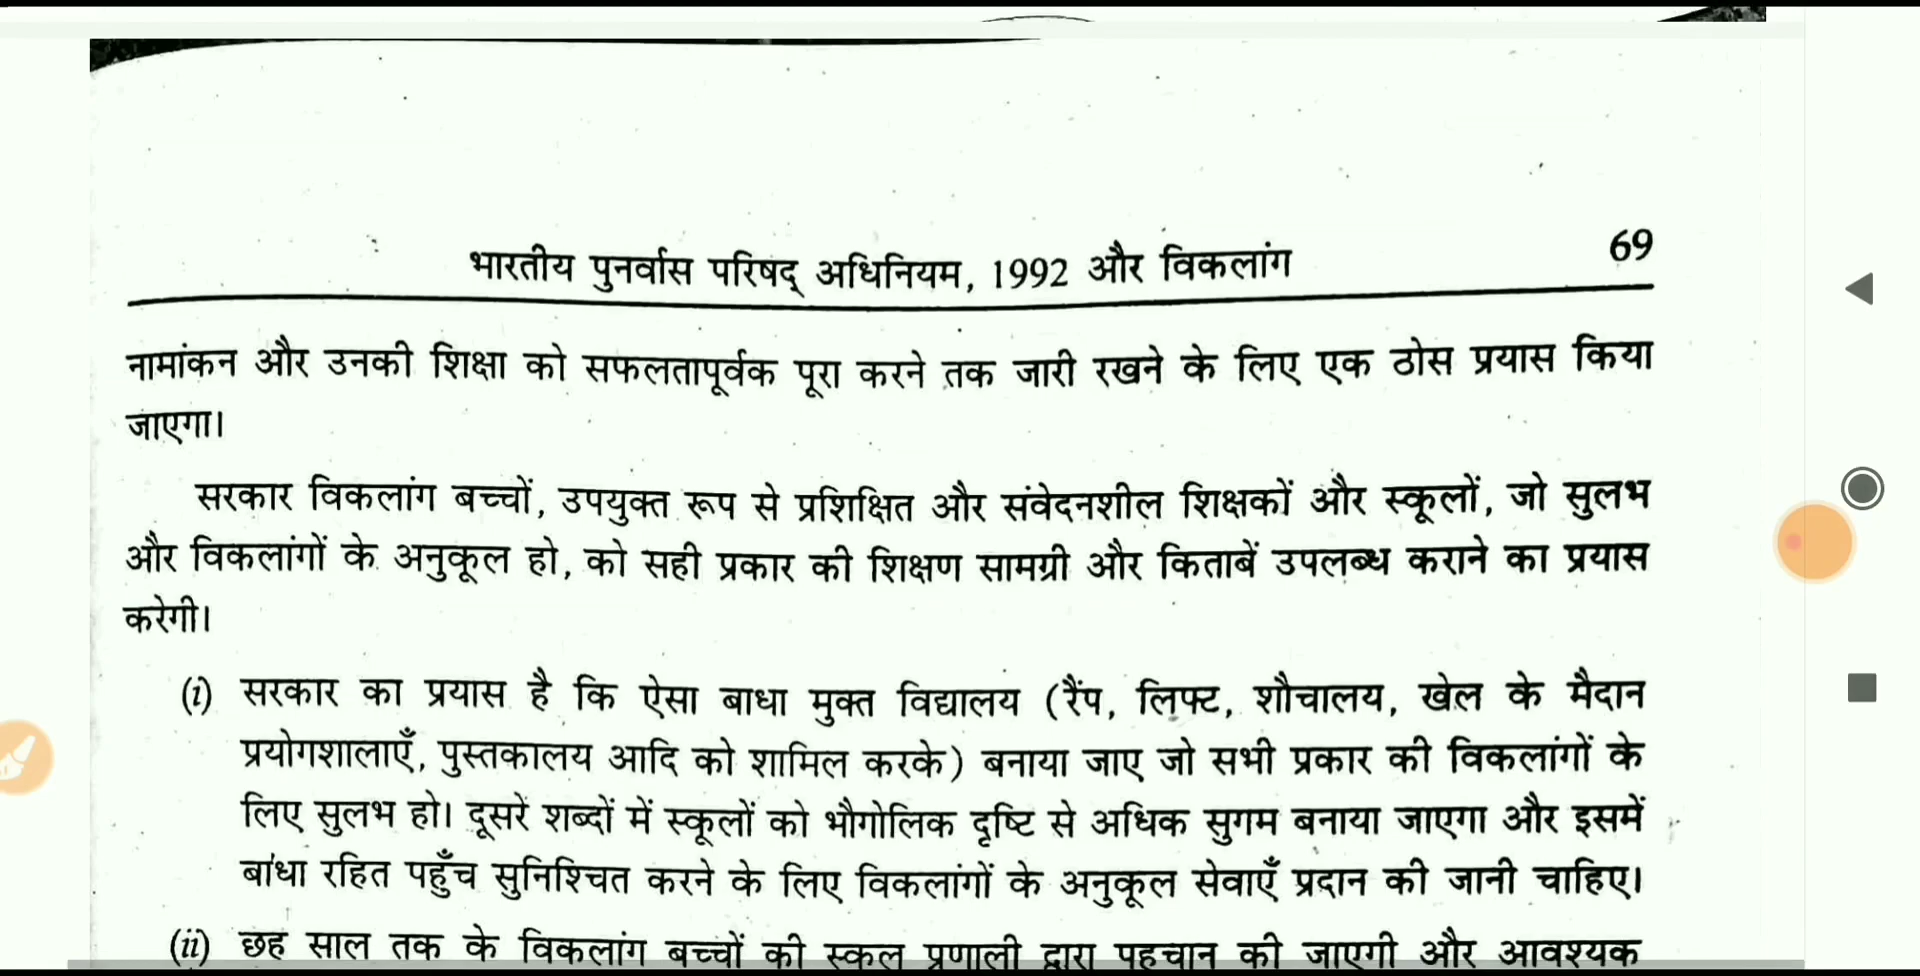 भारतीय पुनर्वास परिषद् अधिनियम, 1992 और विकलांग 69
नामांकन और उनकी शिक्षा को सफलतापूर्वक पूरा करने तक जारी रखने के लिए एक ठोस प्रयास किया
जाएगा।
सरकार विकलांग बच्चों, उपयुक्त रूप से प्रशिक्षित और संवेदनशील शिक्षकों और स्कूलों, जो सुलभ
और विकलांगों के अनुकूल हो, को सही प्रकार की शिक्षण सामग्री और किताबें उपलब्ध कराने का प्रयास
करेगी।
(i) सरकार का प्रयास है कि ऐसा बाधा मुक्त विद्यालय (रैंप, लिफ्ट, शौचालय, खेल के मैदान
प्रयोगशालाएँ, पुस्तकालय आदि को शामिल करके) बनाया जाए जो सभी प्रकार की विकलांगों के
लिए सुलभ हो। दूसरे शब्दों में स्कूलों को भौगोलिक दृष्टि से अधिक सुगम बनाया जाएगा और इसमें
बाधा रहित पहुँच सुनिश्चित करने के लिए विकलांगों के अनुकूल सेवाएँ प्रदान की जानी चाहिए।
(ii) छह साल तक के विकलांग बच्चों की स्कूल प्रणाली द्वारा पहचान की जाएगी और आवश्यक